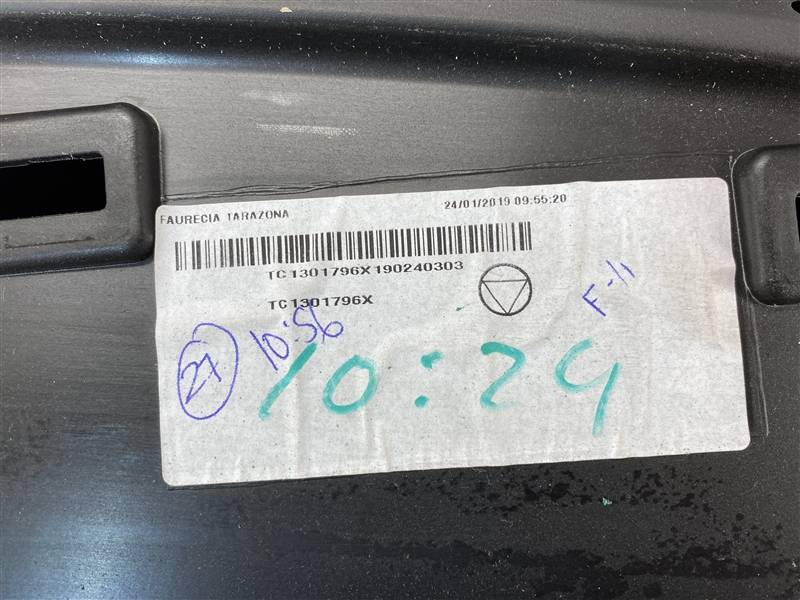 FAURECIA TARAZONA
24/01/2019 09:55:20
TC1301796X190240303
TC1301796X
F-11
10:56
27
10:29